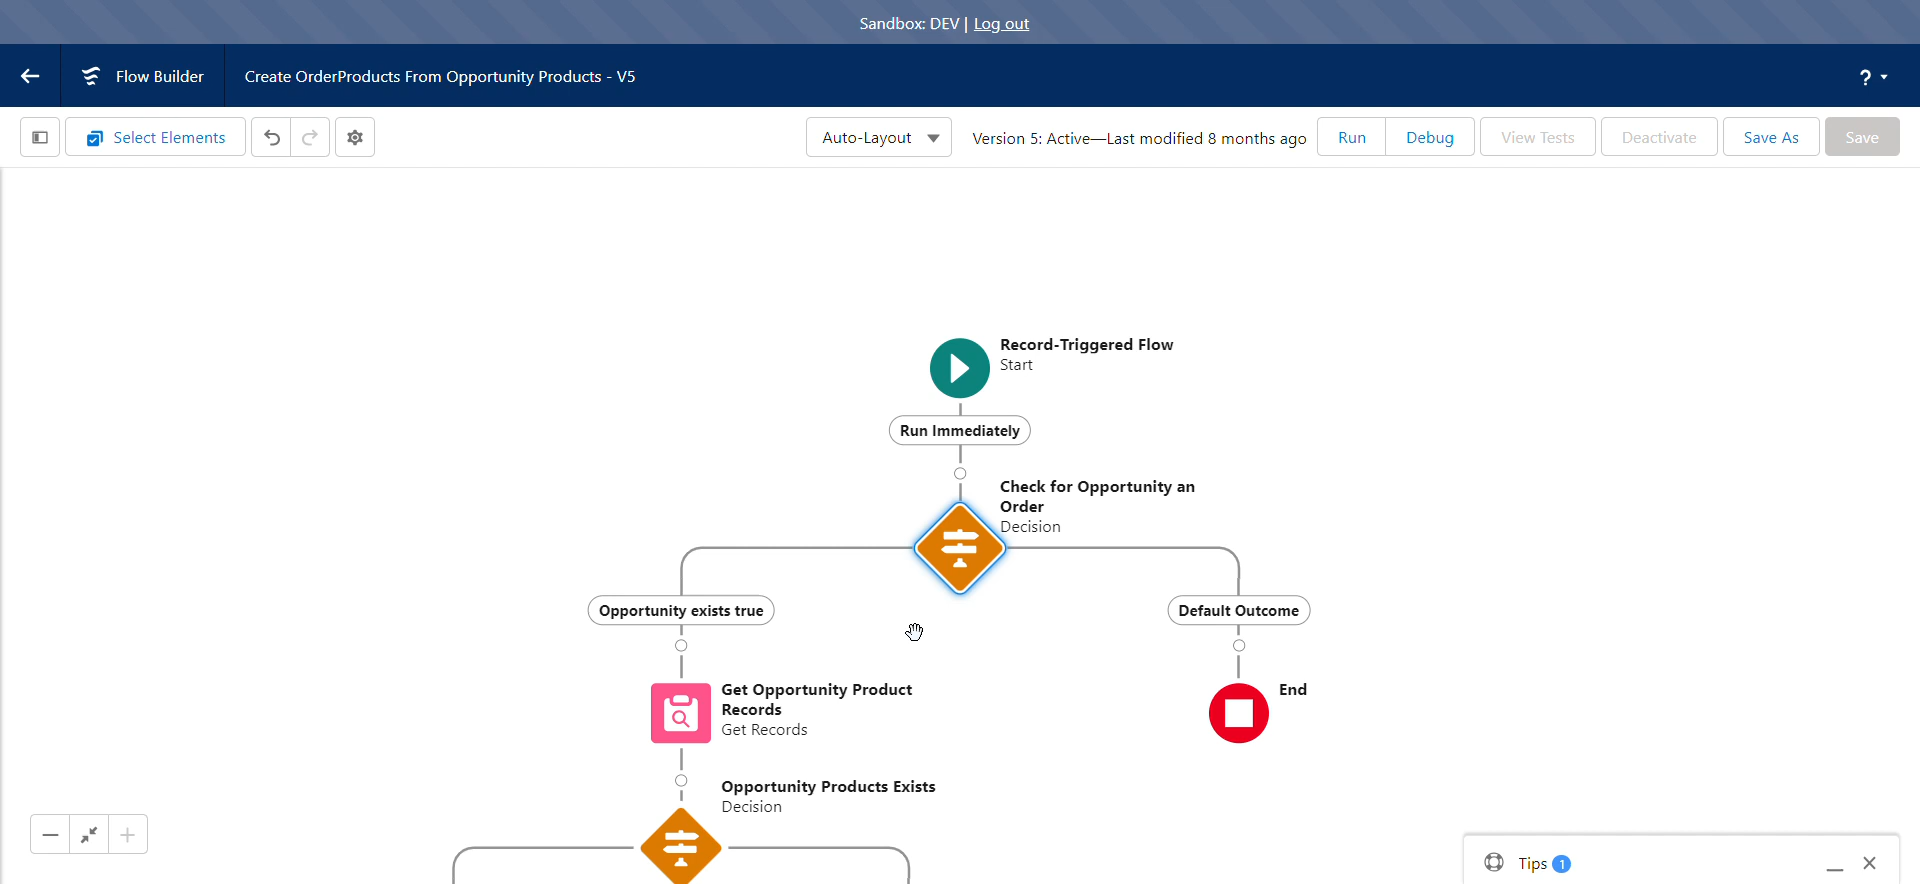 Sandbox: DEV | Log out
Flow Builder
Create OrderProducts From Opportunity Products - V5
?
Select Elements
Auto-Layout
Version 5: Active—Last modified 8 months ago
Run
Debug
View Tests
Deactivate
Save As
Save
Record-Triggered Flow
Start
Run Immediately
Check for Opportunity an
Order
Decision
Opportunity exists true
Default Outcome
Get Opportunity Product
Records
Get Records
End
Opportunity Products Exists
Decision
Tips 1